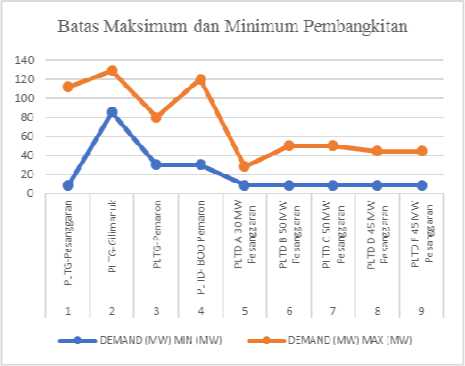 Batas Maksimum dan Minimum Pembangkitan
140
120
100
80
60
40
20
0
PLTG-Pesanggaran
PLTG-Gilimanuk
PLTG-Pemaron
PLTD-BOO Pemaron
PLTD A 30 MW
Pesanggaran
PLTD B 50 MW
Pesanggaran
PLTD C 50 MW
Pesanggaran
PLTD D 45 MW
Pesanggaran
PLTD F 45 MW
Pesanggaran
1
2
3
4
5
6
7
8
9
DEMAND (MW) MIN (MW)
DEMAND (MW) MAX (MW)